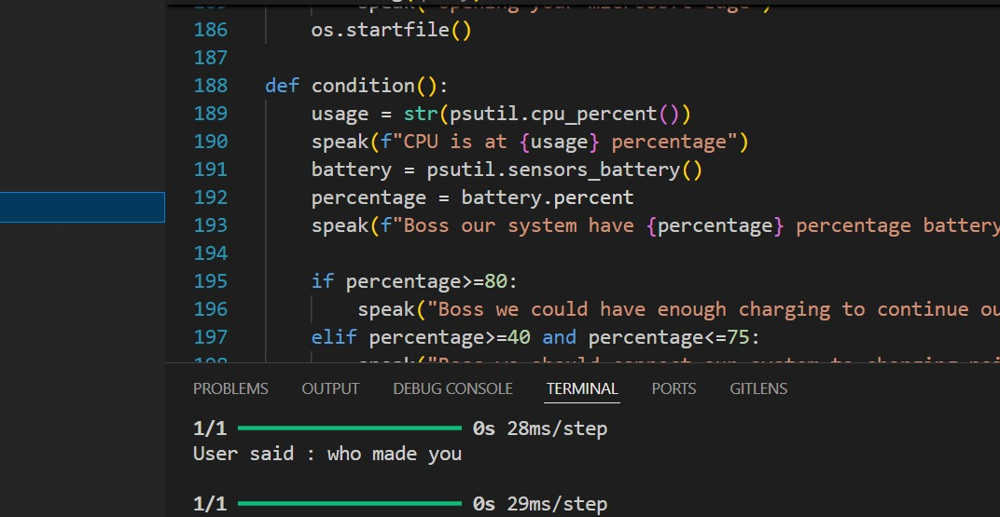 186 os.startfile()
187
188 def condition():
189 usage = str(psutil.cpu_percent())
190 speak(f"CPU is at {usage} percentage")
191 battery = psutil.sensors_battery()
192 percentage = battery.percent
193 speak(f"Boss our system have {percentage} percentage battery
194
195 if percentage>=80:
196 speak("Boss we could have enough charging to continue ou
197 elif percentage>=40 and percentage<=75:
PROBLEMS OUTPUT DEBUG CONSOLE TERMINAL PORTS GITLENS
1/1 0s 28ms/step
User said : who made you
1/1 0s 29ms/step